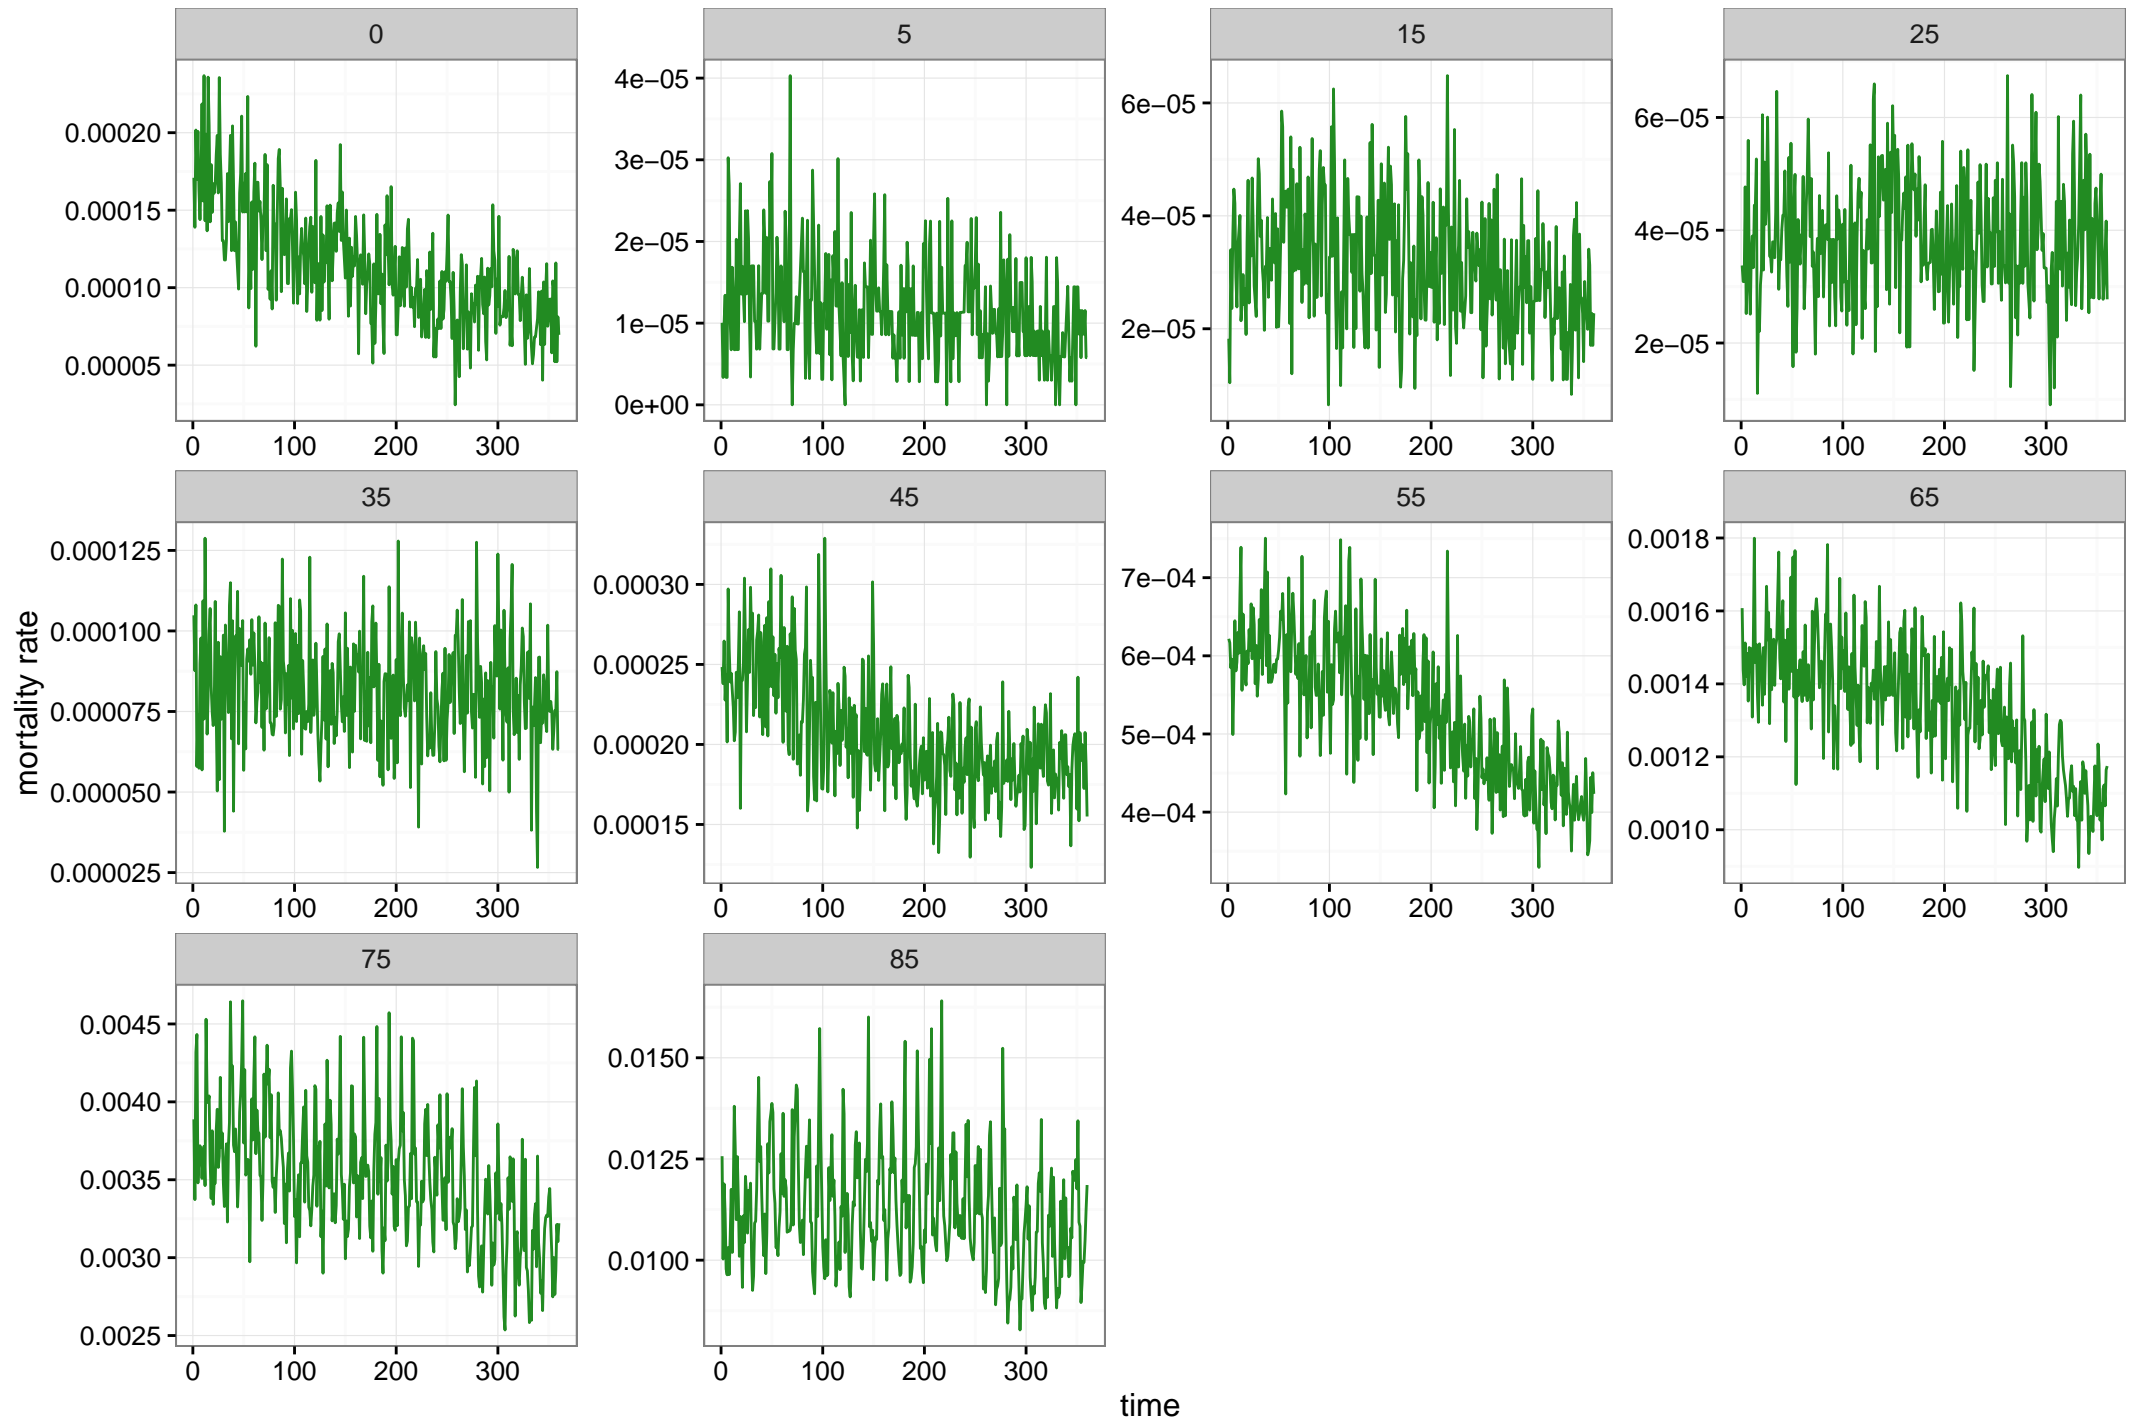 0 5 15 25
0.00020
0.00015
0.00010
0.00005
4e−05
3e−05
2e−05
1e−05
0e+00
6e−05
4e−05
2e−05
6e−05
4e−05
2e−05
0 100 200 300 0 100 200 300 0 100 200 300 0 100 200 300
35 45 55 65
mortality rate
0.000125
0.000100
0.000075
0.000050
0.000025
0.00030
0.00025
0.00020
0.00015
7e−04
6e−04
5e−04
4e−04
0.0018
0.0016
0.0014
0.0012
0.0010
0 100 200 300 0 100 200 300 0 100 200 300 0 100 200 300
75 85
0.0045
0.0040
0.0035
0.0030
0.0025
0.0150
0.0125
0.0100
0 100 200 300 0 100 200 300
time